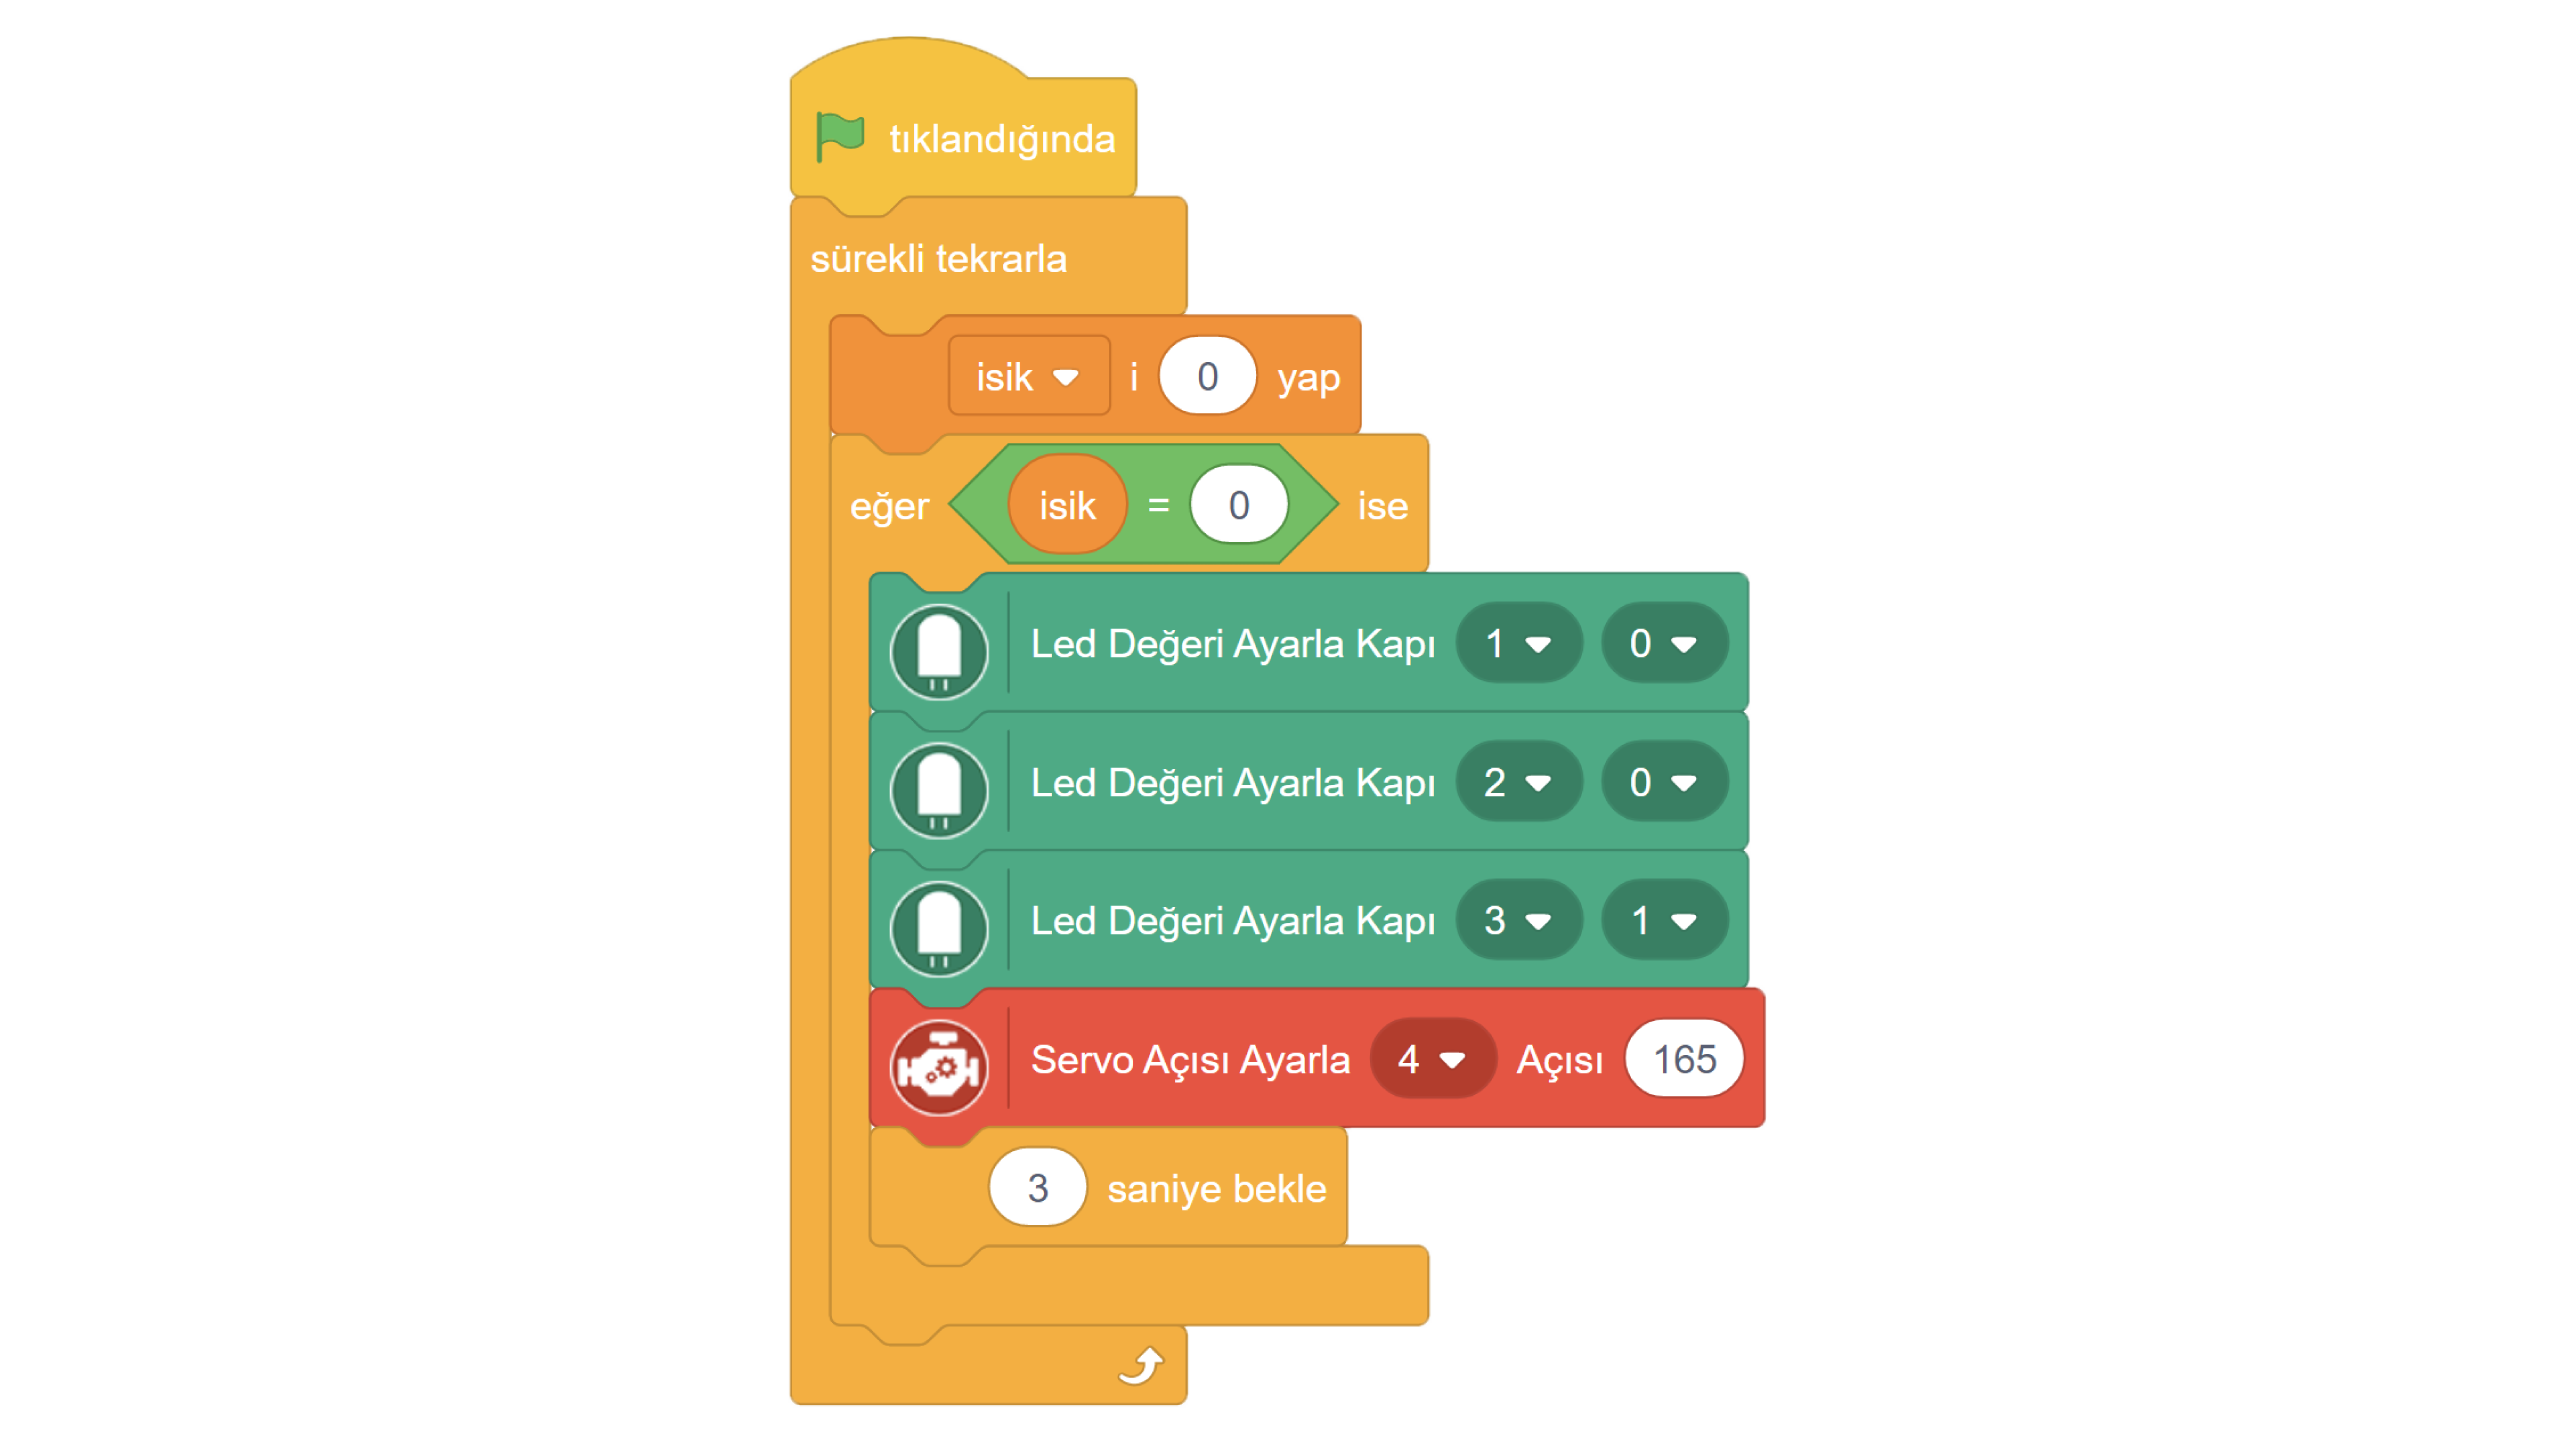 tıklandığında
sürekli tekrarla
isik i 0 yap
eğer isik = 0 ise
Led Değeri Ayarla Kapı 1 0
Led Değeri Ayarla Kapı 2 0
Led Değeri Ayarla Kapı 3 1
Servo Açısı Ayarla 4 Açısı 165
3 saniye bekle